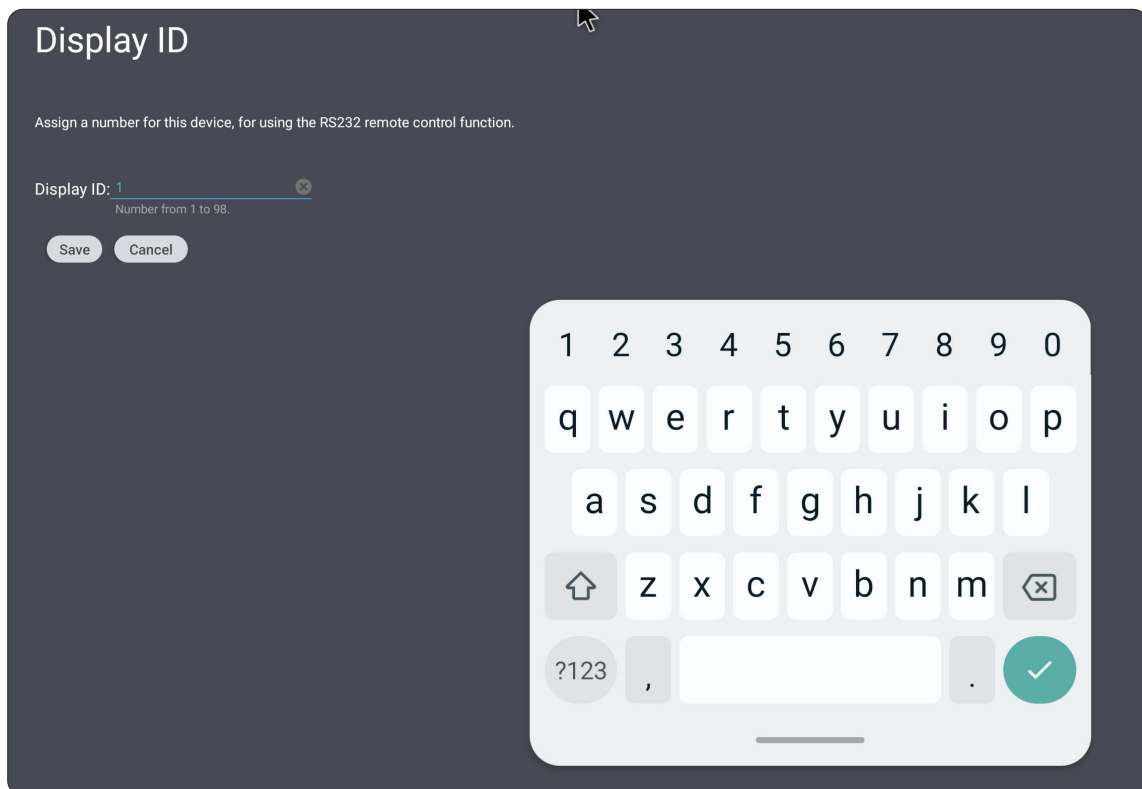 Display ID
Assign a number for this device, for using the RS232 remote control function.
Display ID: 1
Number from 1 to 98.
Save Cancel
1 2 3 4 5 6 7 8 9 0
q w e r t y u i o p
a s d f g h j k l
z x c v b n m
?123 , .